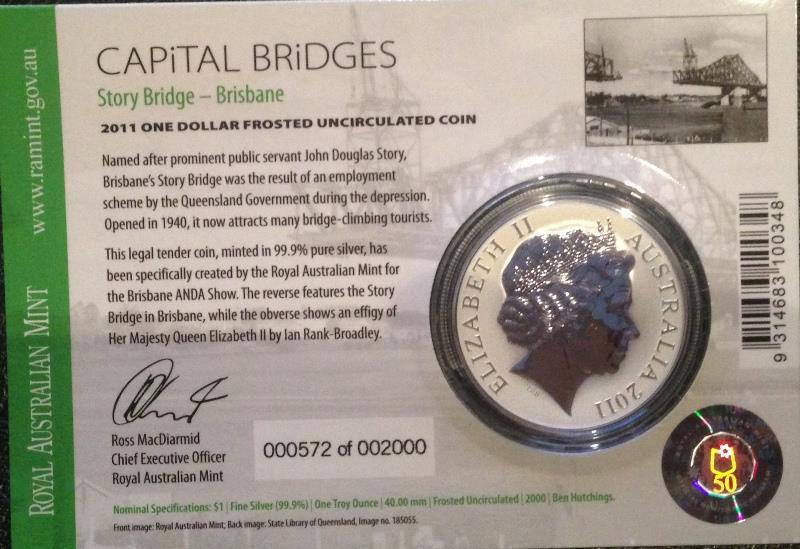 CAPiTAL BRiDGES
Story Bridge – Brisbane
2011 ONE DOLLAR FROSTED UNCIRCULATED COIN
Named after prominent public servant John Douglas Story,
Brisbane's Story Bridge was the result of an employment
scheme by the Queensland Government during the depression.
Opened in 1940, it now attracts many bridge-climbing tourists.
This legal tender coin, minted in 99.9% pure silver, has
been specifically created by the Royal Australian Mint for
the Brisbane ANDA Show. The reverse features the Story
Bridge in Brisbane, while the obverse shows an effigy of
Her Majesty Queen Elizabeth II by Ian Rank-Broadley.
Ross MacDiarmid
Chief Executive Officer
Royal Australian Mint
000572 of 002000
Nominal Specifications: $1 | Fine Silver (99.9%) | One Troy Ounce | 40.00 mm | Frosted Uncirculated | 2000 | Ben Hutchings.
Front image: Royal Australian Mint; Back image: State Library of Queensland, Image no. 185055.
ROYAL AUSTRALIAN MINT
www.ramint.gov.au
ELIZABETH II
AUSTRALIA 2011
9 314683 100348
50